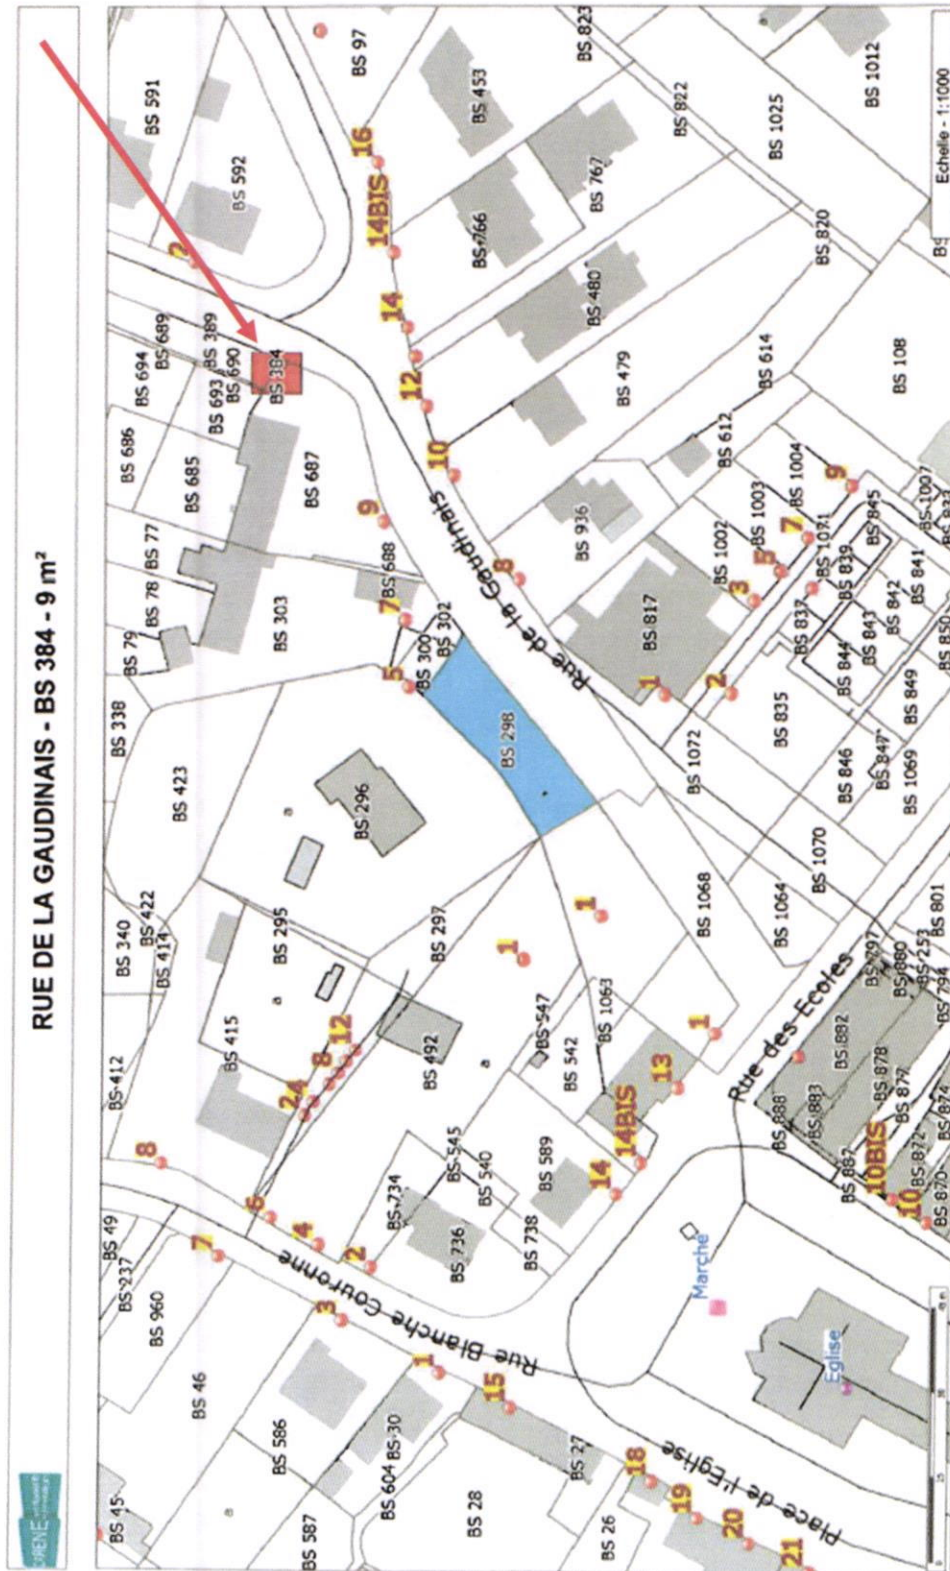 RUE DE LA GAUDINAIS - BS 384 - 9 m²
BS 591
BS 592
2
BS 97
16
BS 453
BS 823
BS 1012
BS 822
BS 1025
14BIS
BS 766
BS 767
BS 820
14
BS 480
12
BS 479
BS 614
BS 108
10
BS 612
BS 694
BS 689
BS 389
BS 690
BS 693
BS 384
BS 686
BS 685
BS 687
9
BS 77
BS 78
BS 79
BS 303
BS 688
7
BS 302
BS 300
5
Rue de la Gaudinais
8
BS 936
BS 1002
BS 1003
BS 1004
9
7
5
3
BS 1007
BS 845
BS 1071
BS 839
BS 841
BS 842
BS 843
BS 844
BS 837
BS 850
BS 849
BS 817
1
2
BS 835
BS 846
BS 847
BS 1069
BS 1072
BS 1070
BS 1064
BS 1068
BS 298
BS 338
BS 423
BS 296
a
BS 340
BS 422
BS 414
BS 295
a
BS 297
1
1
BS 412
BS 415
12
8
24
BS 492
a
BS 547
BS 1063
BS 542
1
13
14BIS
14
BS 589
BS 545
BS 540
BS 734
BS 736
BS 738
8
6
4
2
Rue Blanche Couronne
Rue des Ecoles
BS 801
BS 797
BS 880
BS 253
BS 882
BS 878
BS 877
BS 874
BS 888
BS 883
BS 887
10BIS
BS 872
10
BS 870
BS 49
BS 237
BS 960
7
3
1
15
BS 46
BS 586
BS 30
BS 604
BS 27
BS 28
BS 587
BS 45
a
BS 26
18
19
20
21
Place de l'Eglise
Marche
Eglise
Echelle - 1:1000